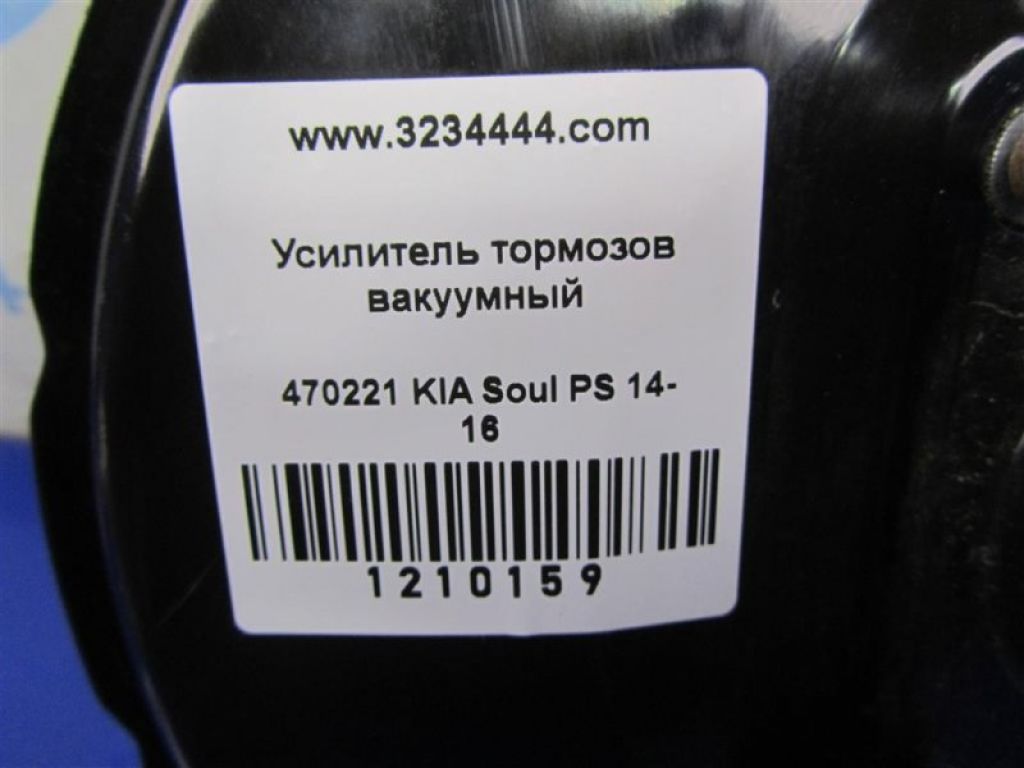 www.3234444.com
Усилитель тормозов
вакуумный
470221 KIA Soul PS 14-
16
1210159